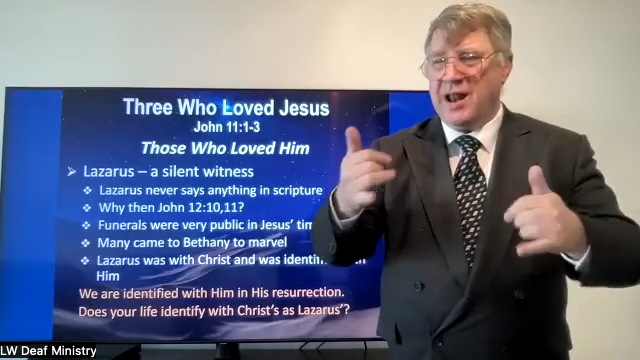 Three Who Loved Jesus
John 11:1-3
Those Who Loved Him
Lazarus – a silent witness
Lazarus never says anything in scripture
Why then John 12:10,11?
Funerals were very public in Jesus'
Many came to Bethany to marvel
Lazarus was with Christ and was
Him
We are identified with Him in His resurrection.
Does your life identify with Christ's as Lazarus'?
LW Deaf Ministry